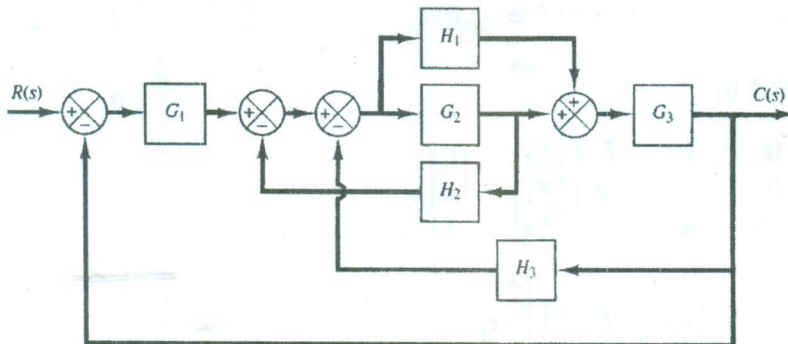 H₁
R(s)
+
−
G₁
+
−
+
−
G₂
+
+
G₃
C(s)
H₂
H₃